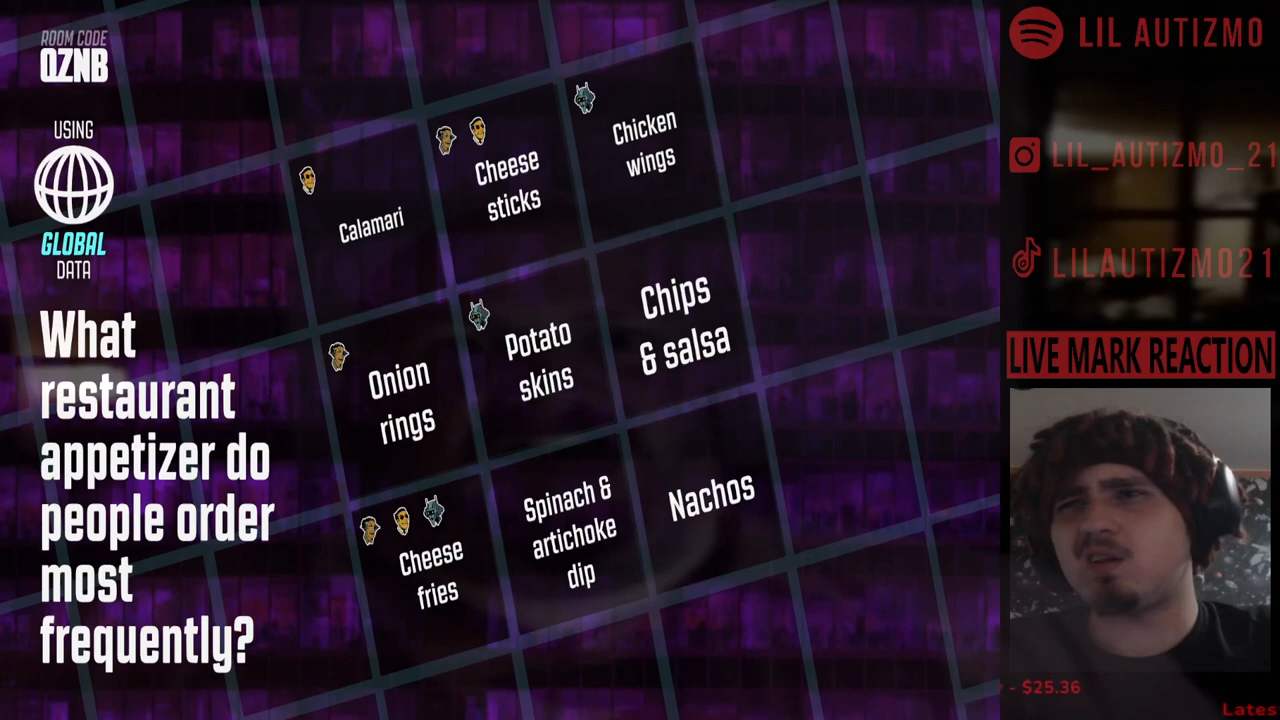 ROOM CODE
QZNB
USING
GLOBAL
DATA
What
restaurant
appetizer do
people order
most
frequently?
Calamari
Cheese
sticks
Chicken
wings
Onion
rings
Potato
skins
Chips
& salsa
Cheese
fries
Spinach &
artichoke
dip
Nachos
LIL AUTIZMO
LIL_AUTIZMO_21
LILAUTIZMO21
LIVE MARK REACTION
- $25.36
Lates